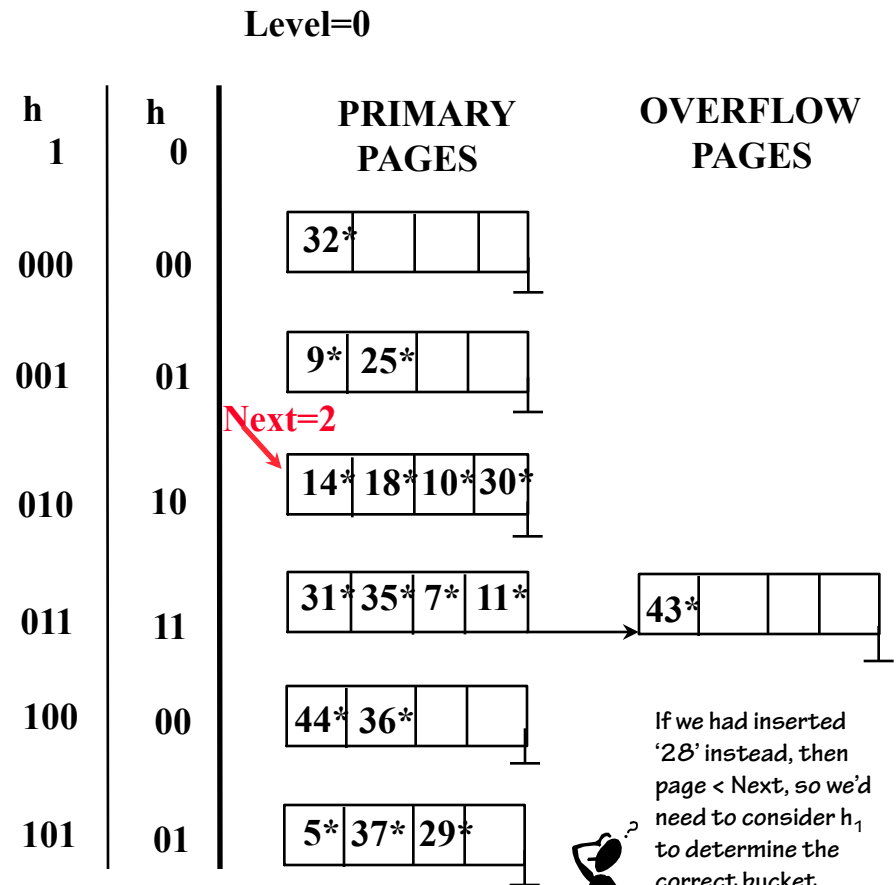 Level=0
h h PRIMARY OVERFLOW
1 0 PAGES PAGES
000 00 32*
001 01 9* 25*
Next=2
010 10 14* 18* 10* 30*
011 11 31* 35* 7* 11* 43*
100 00 44* 36*
101 01 5* 37* 29*
If we had inserted
‘28’ instead, then
page < Next, so we’d
need to consider h1
to determine the
correct bucket
?